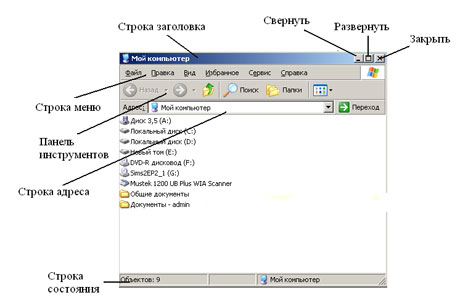 Строка заголовка
Свернуть
Развернуть
Закрыть
Мой компьютер
Файл Правка Вид Избранное Сервис Справка
Строка меню
Назад Поиск Папки
Адрес: Мой компьютер Переход
Панель
инструментов
Строка адреса
Диск 3,5 (A:)
Локальный диск (C:)
Локальный диск (D:)
Новый том (E:)
DVD-R дисковод (F:)
Sims2EP2_1 (G:)
Mustek 1200 UB Plus WIA Scanner
Общие документы
Документы - admin
Строка
состояния
Объектов: 9 Мой компьютер